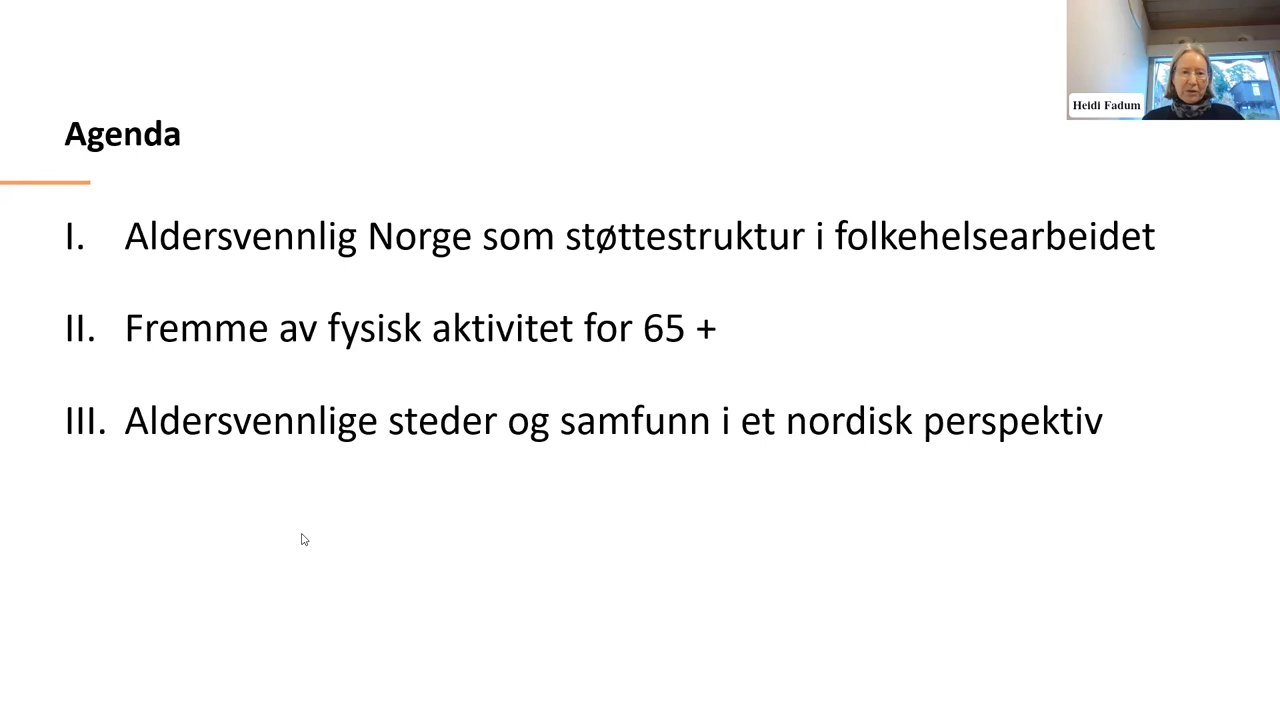 Heidi Fadum
Agenda
I. Aldersvennlig Norge som støttestruktur i folkehelsearbeidet
II. Fremme av fysisk aktivitet for 65 +
III. Aldersvennlige steder og samfunn i et nordisk perspektiv